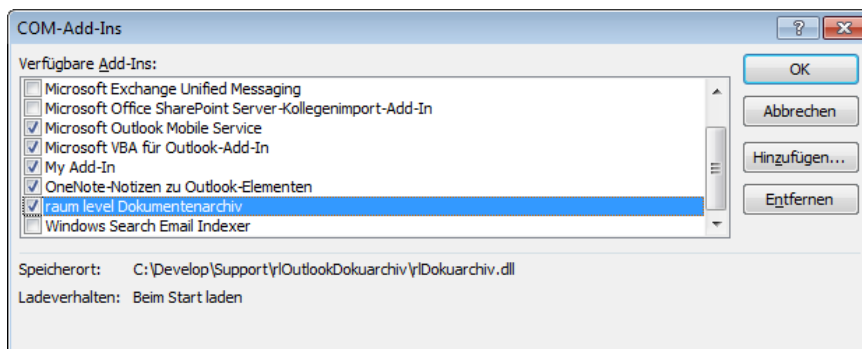 COM-Add-Ins
Verfügbare Add-Ins:
Microsoft Exchange Unified Messaging
Microsoft Office SharePoint Server-Kollegenimport-Add-In
Microsoft Outlook Mobile Service
Microsoft VBA für Outlook-Add-In
My Add-In
OneNote-Notizen zu Outlook-Elementen
raum level Dokumentenarchiv
Windows Search Email Indexer
OK
Abbrechen
Hinzufügen...
Entfernen
Speicherort: C:\Develop\Support\rlOutlookDokuarchiv\rlDokuarchiv.dll
Ladeverhalten: Beim Start laden